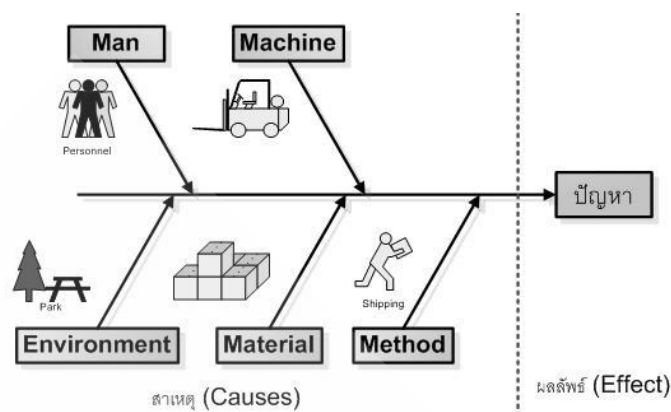 Man
Machine
Personnel
ปัญหา
Park
Shipping
Environment
Material
Method
สาเหตุ (Causes)
ผลลัพธ์ (Effect)